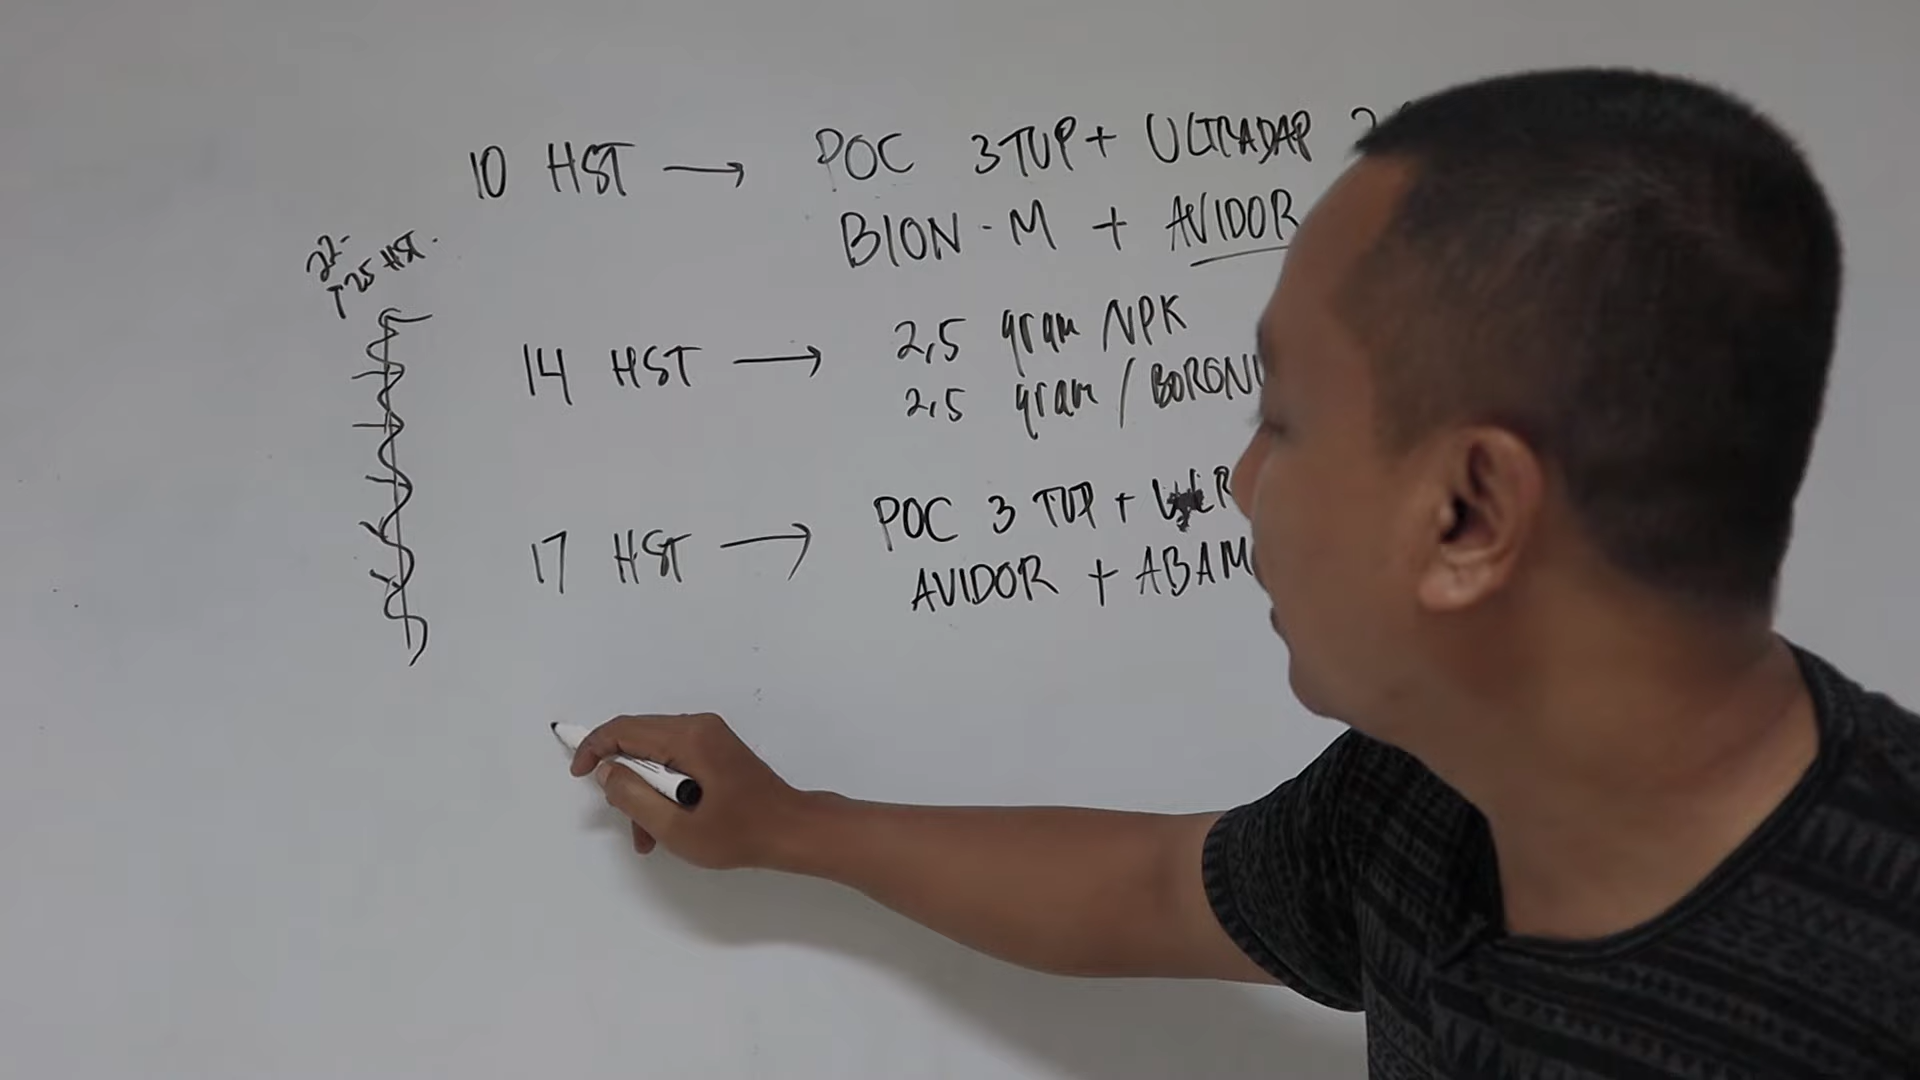 10 HST → POC 3 TUP + ULTRADAP
BION-M + AVIDOR
22-
25 HST.
14 HST → 2,5 gram NPK
2,5 gram / BORON
17 HST → POC 3 TUP +
AVIDOR + ABAM